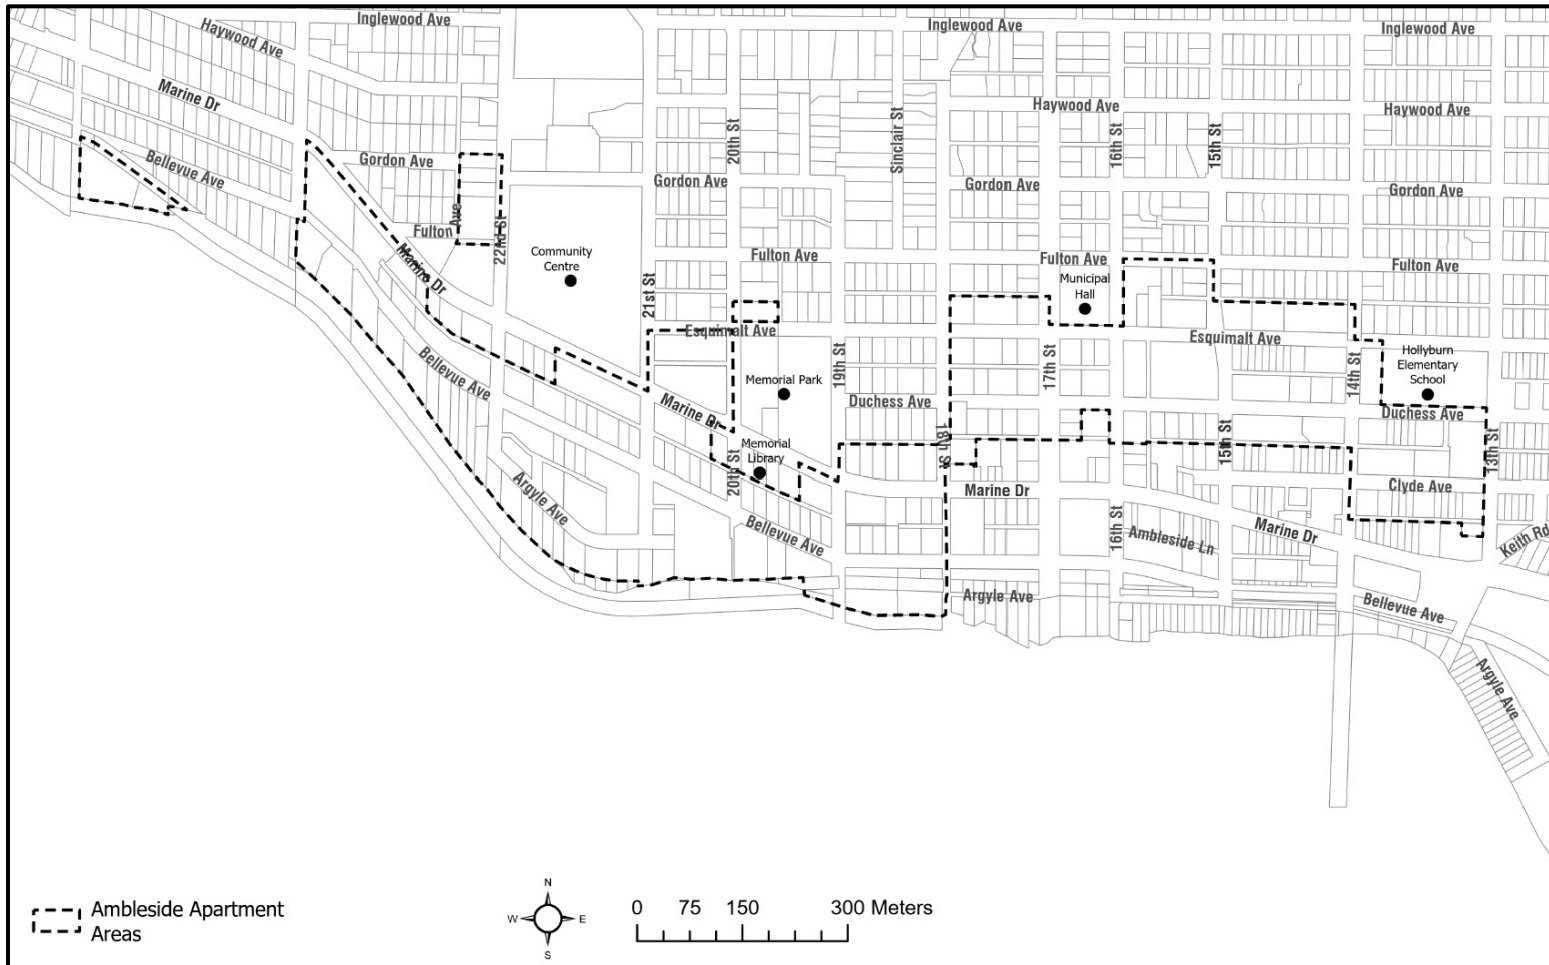 Inglewood Ave
Inglewood Ave
Inglewood Ave
Haywood Ave
Marine Dr
Haywood Ave
Haywood Ave
20th St
Sinclair St
16th St
15th St
Bellevue Ave
Gordon Ave
Gordon Ave
Gordon Ave
Gordon Ave
Fulton Ave
22nd St
Community
Centre
Fulton Ave
Fulton Ave
Fulton Ave
Marine Dr
21st St
Municipal
Hall
Esquimalt Ave
Esquimalt Ave
Bellevue Ave
19th St
17th St
14th St
Hollyburn
Elementary
School
Memorial Park
Marine Dr
Duchess Ave
Duchess Ave
18th St
15th St
13th St
Memorial
Library
20th St
Marine Dr
Clyde Ave
Argyle Ave
Bellevue Ave
16th St
Ambleside Ln
Marine Dr
Keith Rd
Argyle Ave
Bellevue Ave
Argyle Ave
N
W
E
S
Ambleside Apartment
Areas
0 75 150 300 Meters